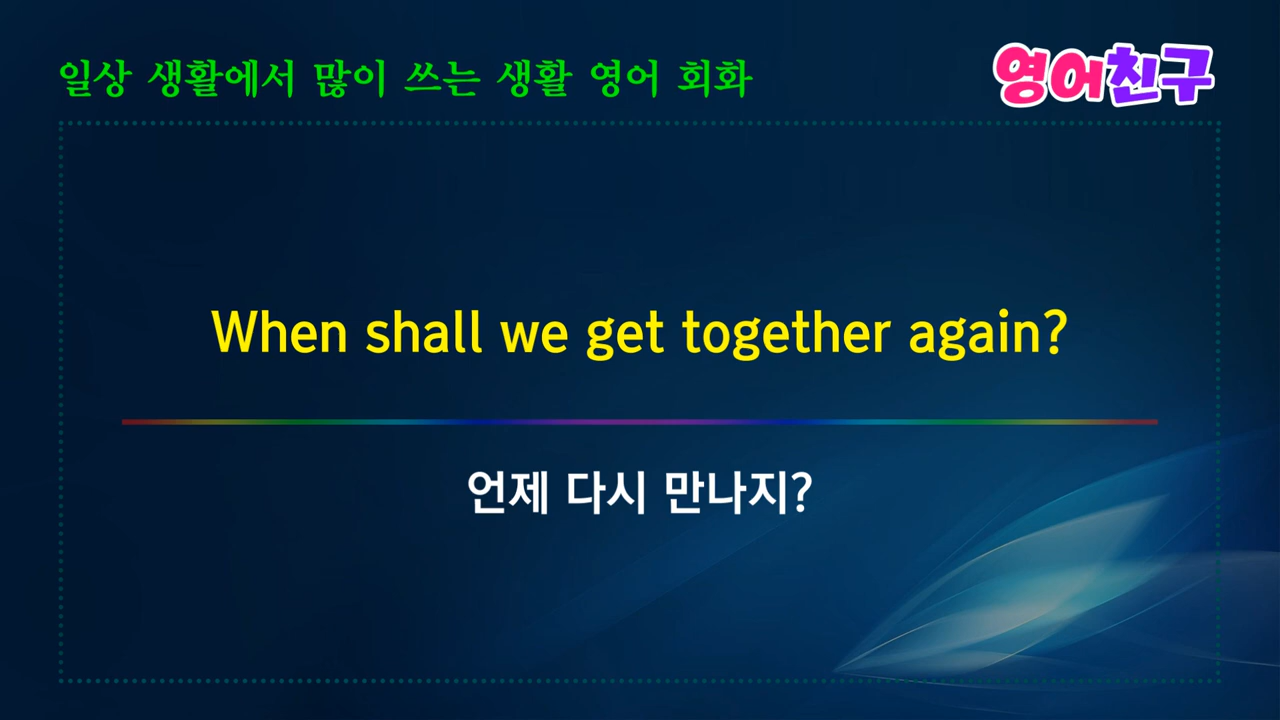 일상 생활에서 많이 쓰는 생활 영어 회화
영어친구
When shall we get together again?
언제 다시 만나지?